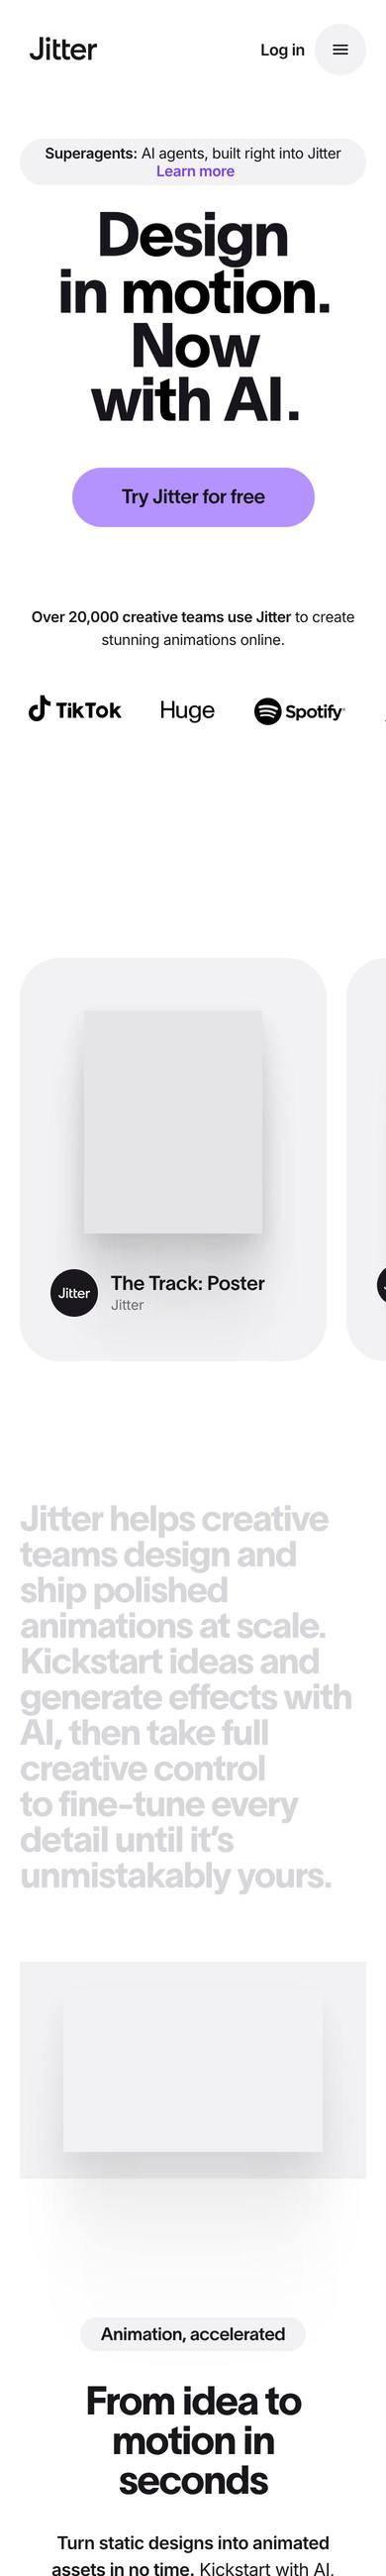 Jitter
Log in
Superagents: AI agents, built right into Jitter
Learn more
Design
in motion.
Now
with AI.
Try Jitter for free
Over 20,000 creative teams use Jitter to create
stunning animations online.
TikTok
Huge
Spotify
Jitter
The Track: Poster
Jitter
Jitter helps creative
teams design and
ship polished
animations at scale.
Kickstart ideas and
generate effects with
AI, then take full
creative control
to fine-tune every
detail until it’s
unmistakably yours.
Animation, accelerated
From idea to
motion in
seconds
Turn static designs into animated
assets in no time. Kickstart with AI,